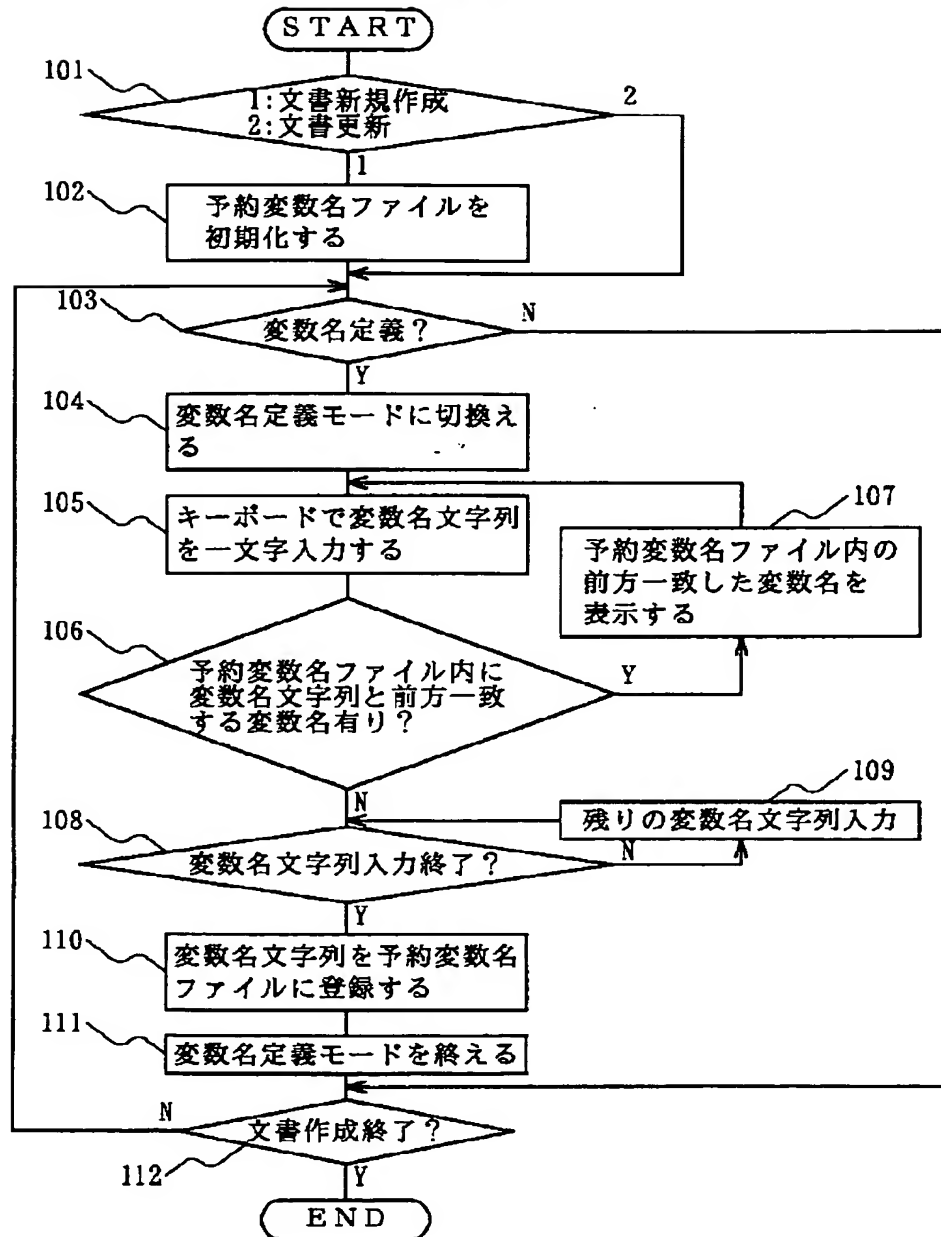 START
101
1:文書新規作成
2:文書更新
2
1
102
予約変数名ファイルを
初期化する
103
変数名定義?
N
Y
104
変数名定義モードに切換え
る
105
キーボードで変数名文字列
を一文字入力する
107
予約変数名ファイル内の
前方一致した変数名を
表示する
106
予約変数名ファイル内に
変数名文字列と前方一致
する変数名有り?
Y
N
109
残りの変数名文字列入力
108
変数名文字列入力終了?
N
Y
110
変数名文字列を予約変数名
ファイルに登録する
111
変数名定義モードを終える
N
文書作成終了?
112
Y
END